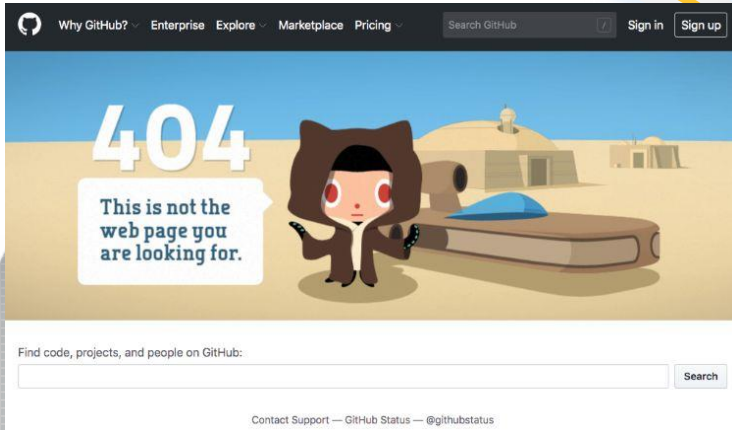 Why GitHub? Enterprise Explore Marketplace Pricing Search GitHub / Sign in Sign up
404
This is not the
web page you
are looking for.
Find code, projects, and people on GitHub:
Search
Contact Support — GitHub Status — @githubstatus